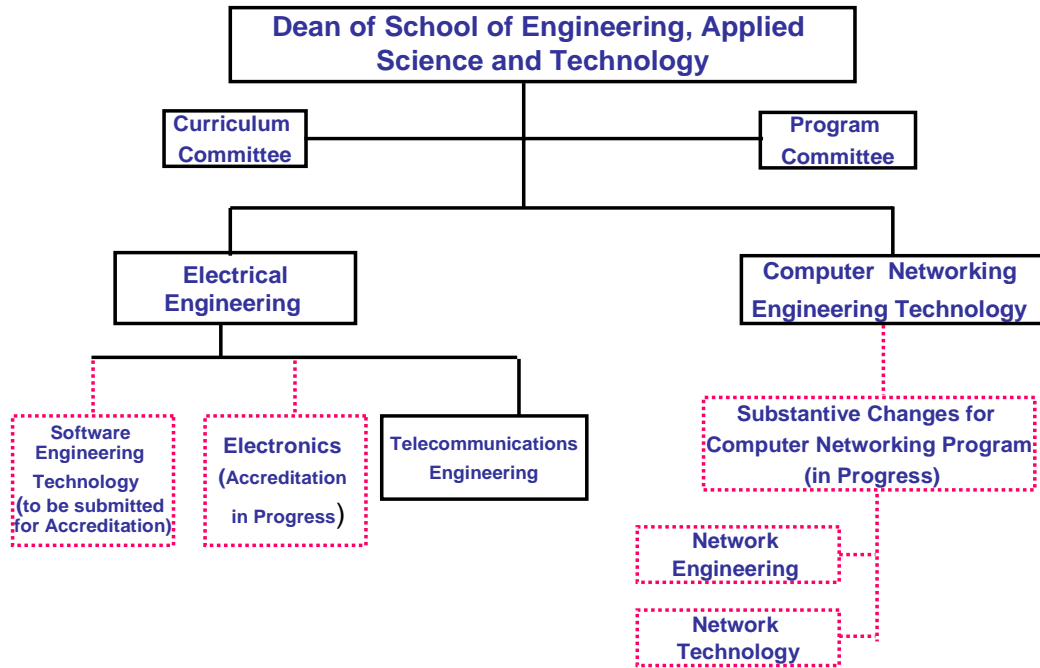 Dean of School of Engineering, Applied
Science and Technology
Curriculum
Committee
Program
Committee
Electrical
Engineering
Computer Networking
Engineering Technology
Software
Engineering
Technology
(to be submitted
for Accreditation)
Electronics
(Accreditation
in Progress)
Telecommunications
Engineering
Substantive Changes for
Computer Networking Program
(in Progress)
Network
Engineering
Network
Technology